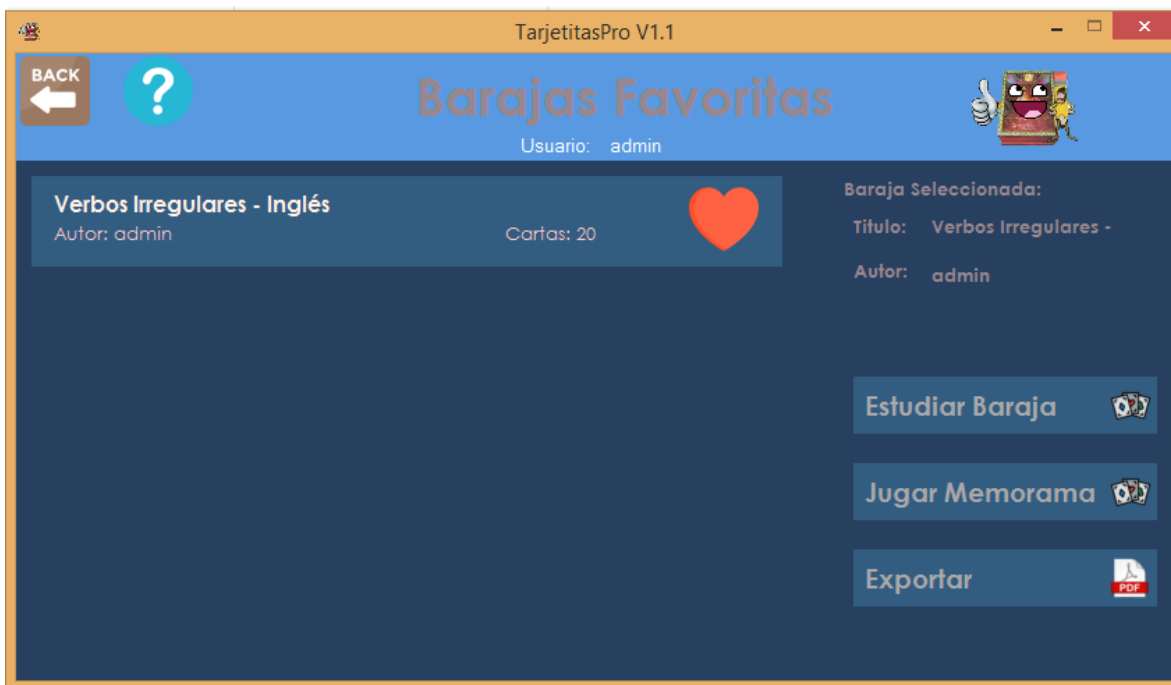 TarjetitasPro V1.1
BACK
?
Barajas Favoritas
Usuario: admin
Verbos Irregulares - Inglés
Autor: admin
Cartas: 20
Baraja Seleccionada:
Titulo: Verbos Irregulares -
Autor: admin
Estudiar Baraja
Jugar Memorama
Exportar
PDF